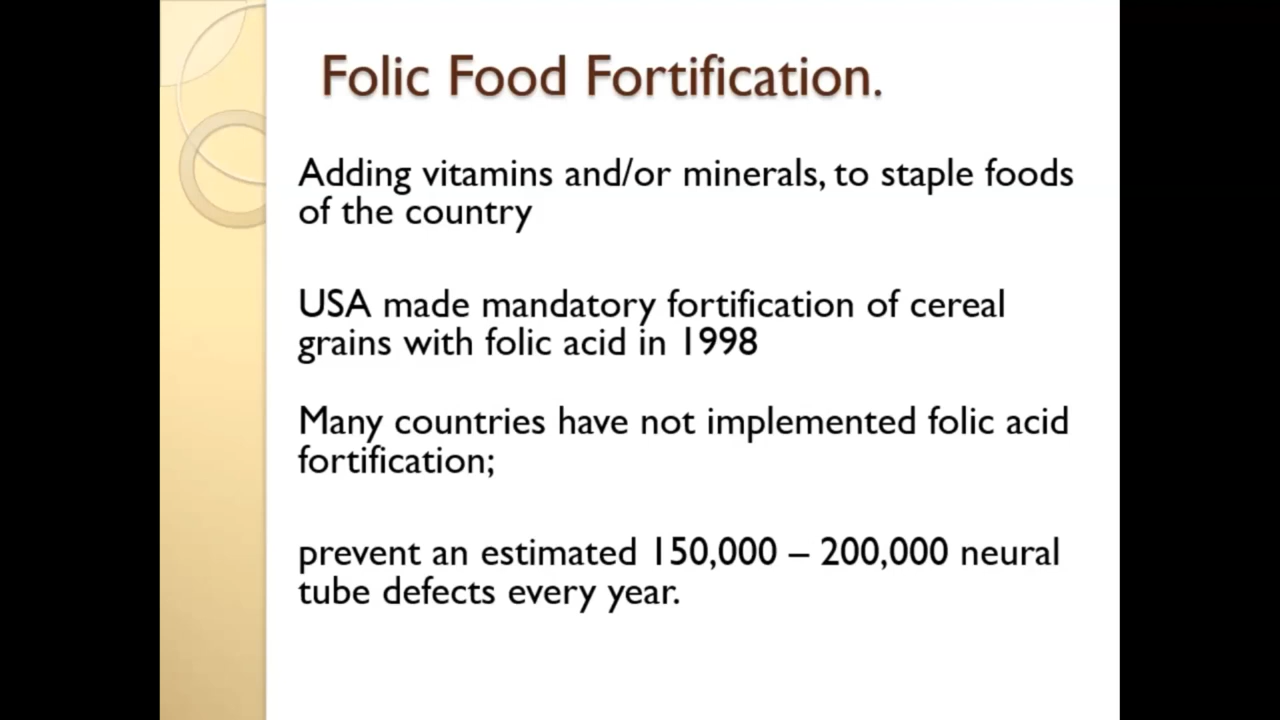 Folic Food Fortification.
Adding vitamins and/or minerals, to staple foods
of the country
USA made mandatory fortification of cereal
grains with folic acid in 1998
Many countries have not implemented folic acid
fortification;
prevent an estimated 150,000 – 200,000 neural
tube defects every year.